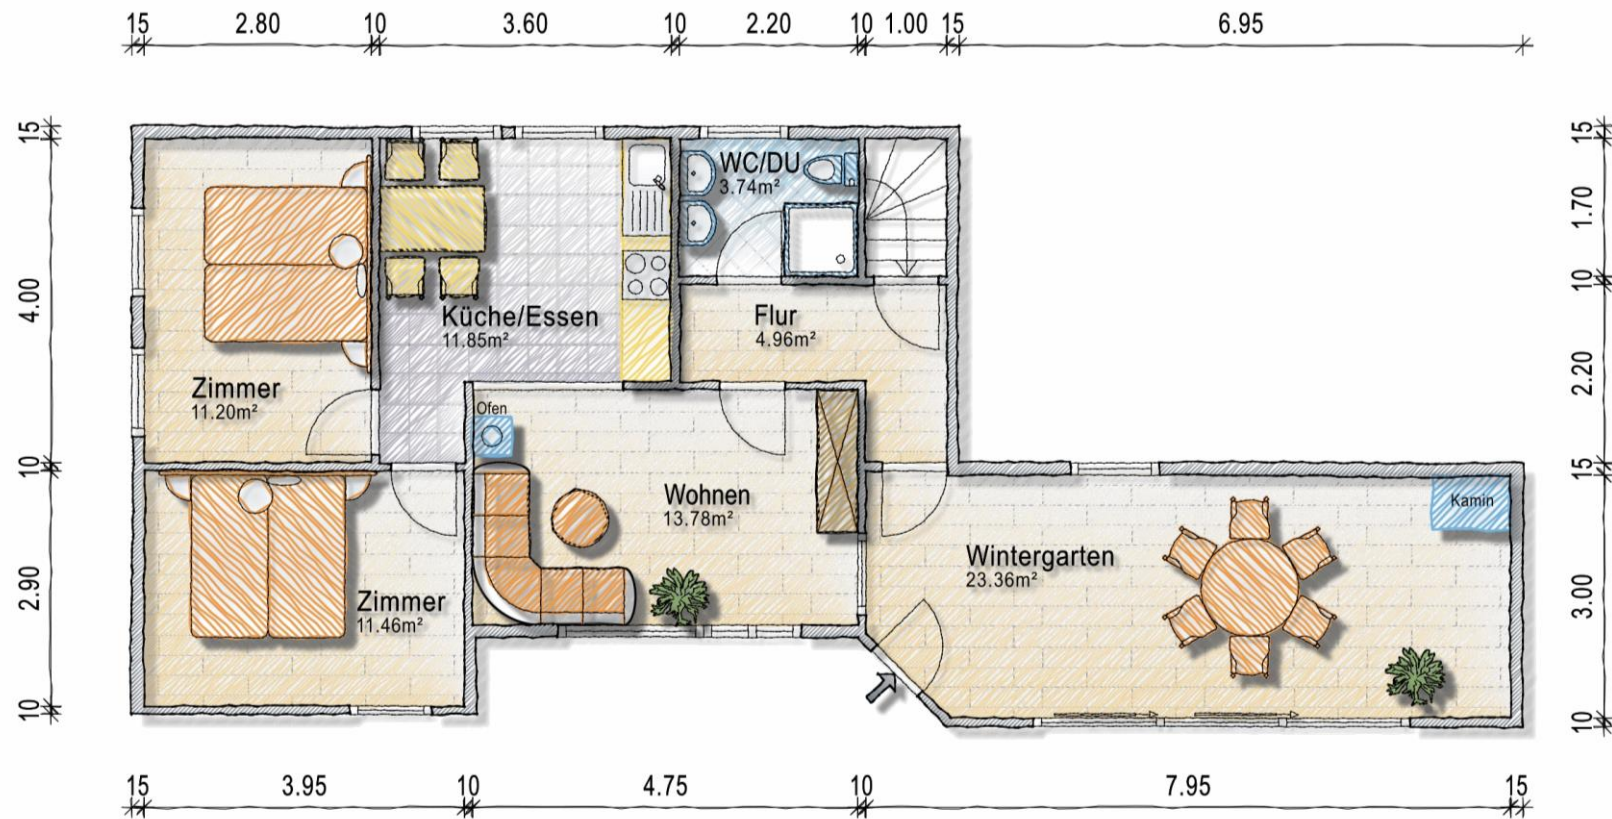 15 2.80 10 3.60 10 2.20 10 1.00 15 6.95
15
4.00
10
2.90
10
15
1.70
10
2.20
15
3.00
10
WC/DU
3.74m²
Küche/Essen
11.85m²
Flur
4.96m²
Zimmer
11.20m²
Ofen
Wohnen
13.78m²
Kamin
Wintergarten
23.36m²
Zimmer
11.46m²
15 3.95 10 4.75 10 7.95 15